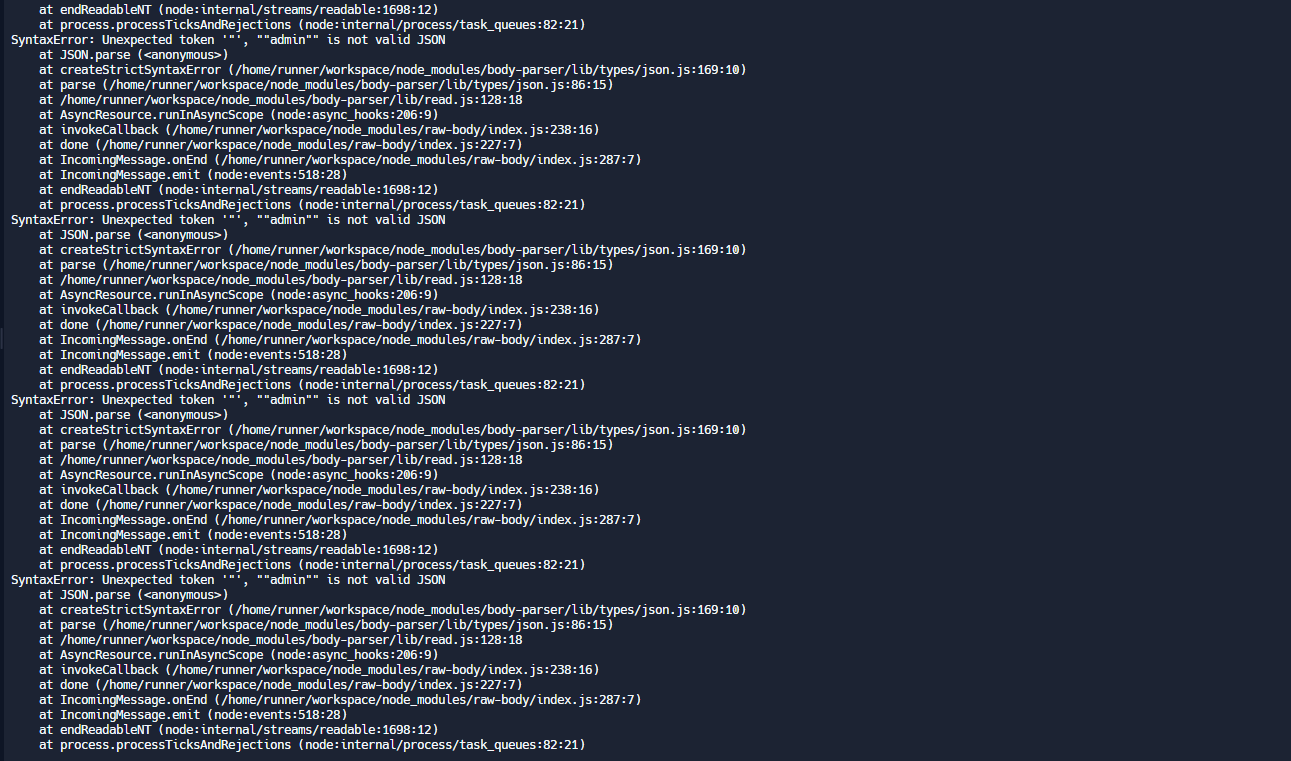 at endReadableNT (node:internal/streams/readable:1698:12)
at process.processTicksAndRejections (node:internal/process/task_queues:82:21)
SyntaxError: Unexpected token '"', ""admin"" is not valid JSON
at JSON.parse (<anonymous>)
at createStrictSyntaxError (/home/runner/workspace/node_modules/body-parser/lib/types/json.js:169:10)
at parse (/home/runner/workspace/node_modules/body-parser/lib/types/json.js:86:15)
at /home/runner/workspace/node_modules/body-parser/lib/read.js:128:18
at AsyncResource.runInAsyncScope (node:async_hooks:206:9)
at invokeCallback (/home/runner/workspace/node_modules/raw-body/index.js:238:16)
at done (/home/runner/workspace/node_modules/raw-body/index.js:227:7)
at IncomingMessage.onEnd (/home/runner/workspace/node_modules/raw-body/index.js:287:7)
at IncomingMessage.emit (node:events:518:28)
at endReadableNT (node:internal/streams/readable:1698:12)
at process.processTicksAndRejections (node:internal/process/task_queues:82:21)
SyntaxError: Unexpected token '"', ""admin"" is not valid JSON
at JSON.parse (<anonymous>)
at createStrictSyntaxError (/home/runner/workspace/node_modules/body-parser/lib/types/json.js:169:10)
at parse (/home/runner/workspace/node_modules/body-parser/lib/types/json.js:86:15)
at /home/runner/workspace/node_modules/body-parser/lib/read.js:128:18
at AsyncResource.runInAsyncScope (node:async_hooks:206:9)
at invokeCallback (/home/runner/workspace/node_modules/raw-body/index.js:238:16)
at done (/home/runner/workspace/node_modules/raw-body/index.js:227:7)
at IncomingMessage.onEnd (/home/runner/workspace/node_modules/raw-body/index.js:287:7)
at IncomingMessage.emit (node:events:518:28)
at endReadableNT (node:internal/streams/readable:1698:12)
at process.processTicksAndRejections (node:internal/process/task_queues:82:21)
SyntaxError: Unexpected token '"', ""admin"" is not valid JSON
at JSON.parse (<anonymous>)
at createStrictSyntaxError (/home/runner/workspace/node_modules/body-parser/lib/types/json.js:169:10)
at parse (/home/runner/workspace/node_modules/body-parser/lib/types/json.js:86:15)
at /home/runner/workspace/node_modules/body-parser/lib/read.js:128:18
at AsyncResource.runInAsyncScope (node:async_hooks:206:9)
at invokeCallback (/home/runner/workspace/node_modules/raw-body/index.js:238:16)
at done (/home/runner/workspace/node_modules/raw-body/index.js:227:7)
at IncomingMessage.onEnd (/home/runner/workspace/node_modules/raw-body/index.js:287:7)
at IncomingMessage.emit (node:events:518:28)
at endReadableNT (node:internal/streams/readable:1698:12)
at process.processTicksAndRejections (node:internal/process/task_queues:82:21)
SyntaxError: Unexpected token '"', ""admin"" is not valid JSON
at JSON.parse (<anonymous>)
at createStrictSyntaxError (/home/runner/workspace/node_modules/body-parser/lib/types/json.js:169:10)
at parse (/home/runner/workspace/node_modules/body-parser/lib/types/json.js:86:15)
at /home/runner/workspace/node_modules/body-parser/lib/read.js:128:18
at AsyncResource.runInAsyncScope (node:async_hooks:206:9)
at invokeCallback (/home/runner/workspace/node_modules/raw-body/index.js:238:16)
at done (/home/runner/workspace/node_modules/raw-body/index.js:227:7)
at IncomingMessage.onEnd (/home/runner/workspace/node_modules/raw-body/index.js:287:7)
at IncomingMessage.emit (node:events:518:28)
at endReadableNT (node:internal/streams/readable:1698:12)
at process.processTicksAndRejections (node:internal/process/task_queues:82:21)